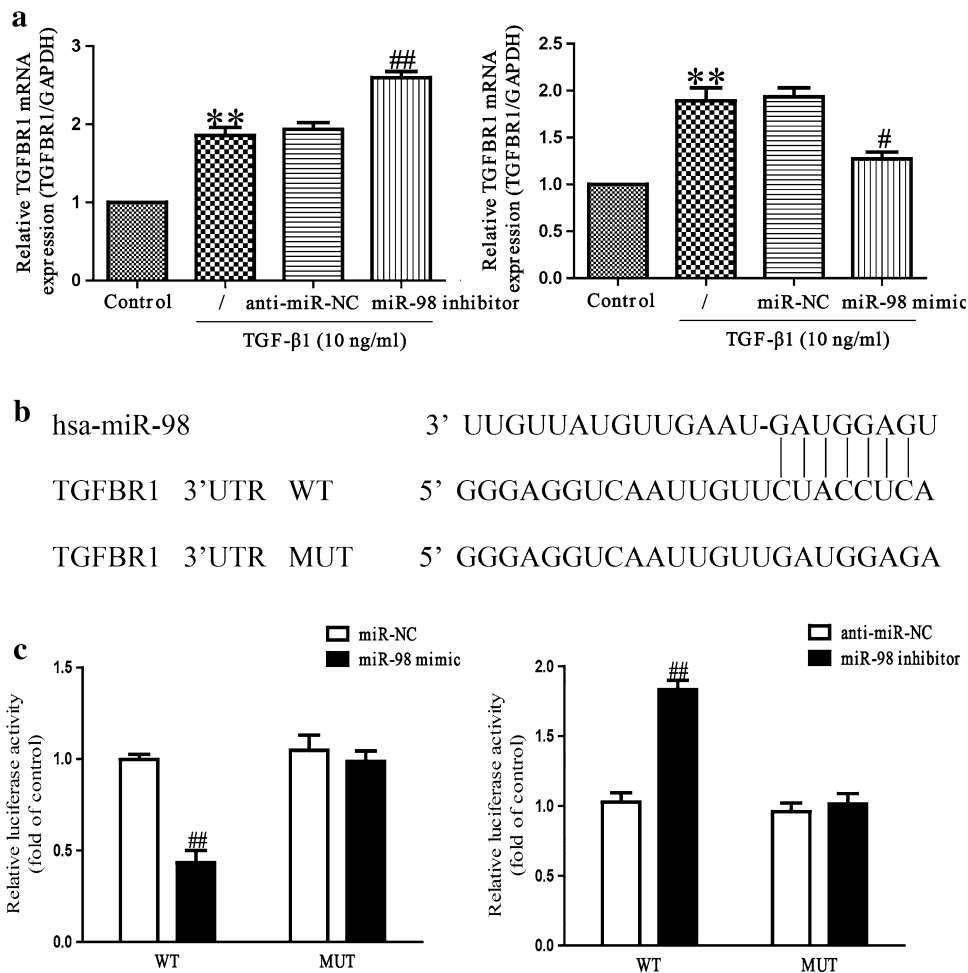 a
Relative TGFBR1 mRNA
expression (TGFBR1/GAPDH)
3
2
1
0
**
##
Control
/
anti-miR-NC
miR-98 inhibitor
TGF-β1 (10 ng/ml)
Relative TGFBR1 mRNA
expression (TGFBR1/GAPDH)
2.5
2.0
1.5
1.0
0.5
0.0
**
#
Control
/
miR-NC
miR-98 mimic
TGF-β1 (10 ng/ml)
b
hsa-miR-98 3’ UUGUUAUGUUGAAU-GAUGGAGU
TGFBR1 3’UTR WT 5’ GGGAGGUCAAUUGUUCUACCUCA
TGFBR1 3’UTR MUT 5’ GGGAGGUCAAUUGUUGAUGGAGA
c
miR-NC
miR-98 mimic
Relative luciferase activity
(fold of control)
1.5
1.0
0.5
0.0
##
WT
MUT
anti-miR-NC
miR-98 inhibitor
Relative luciferase activity
(fold of control)
2.0
1.5
1.0
0.5
0.0
##
WT
MUT